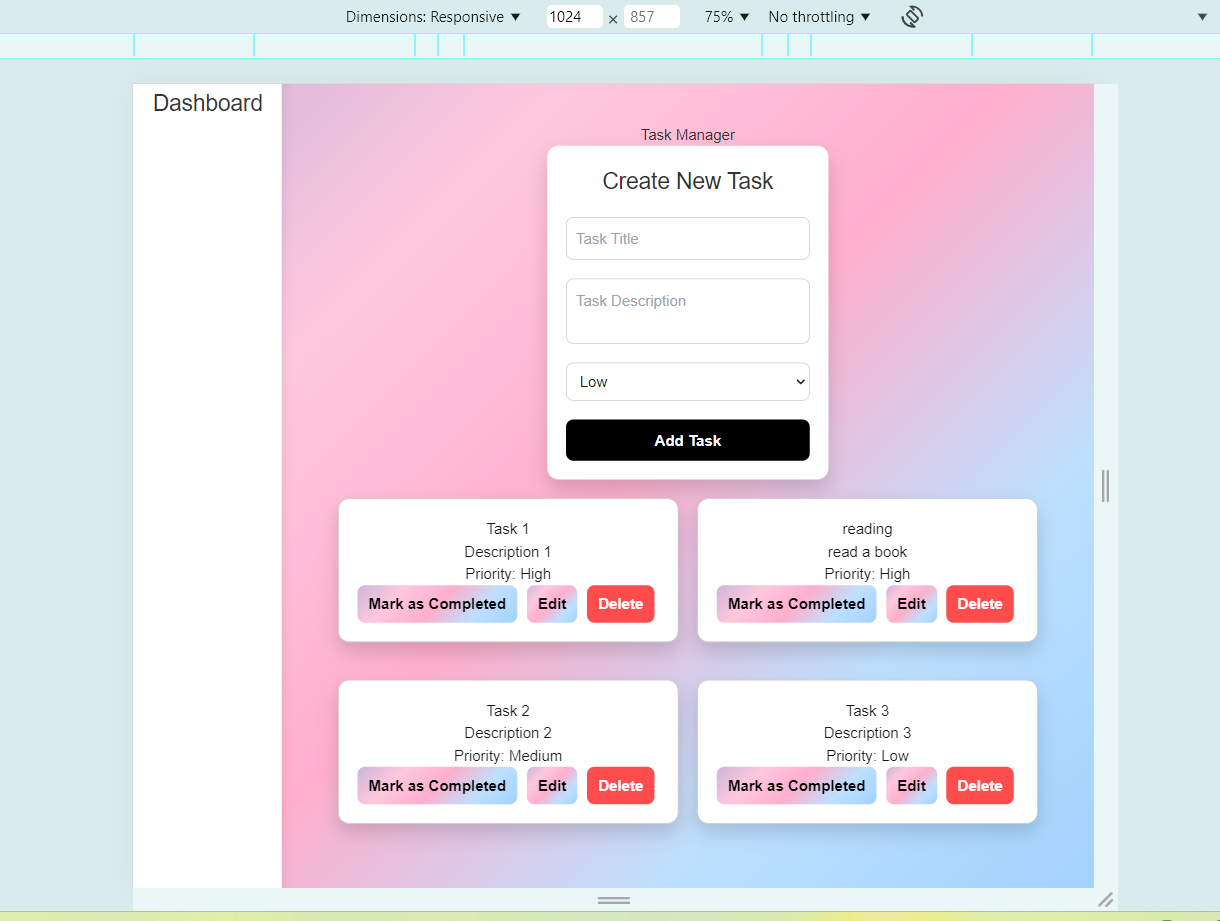 Dimensions: Responsive ▼ 1024 × 857 75% ▼ No throttling ▼
Dashboard
Task Manager
Create New Task
Task Title
Task Description
Low
Add Task
Task 1
Description 1
Priority: High
Mark as Completed Edit Delete
reading
read a book
Priority: High
Mark as Completed Edit Delete
Task 2
Description 2
Priority: Medium
Mark as Completed Edit Delete
Task 3
Description 3
Priority: Low
Mark as Completed Edit Delete